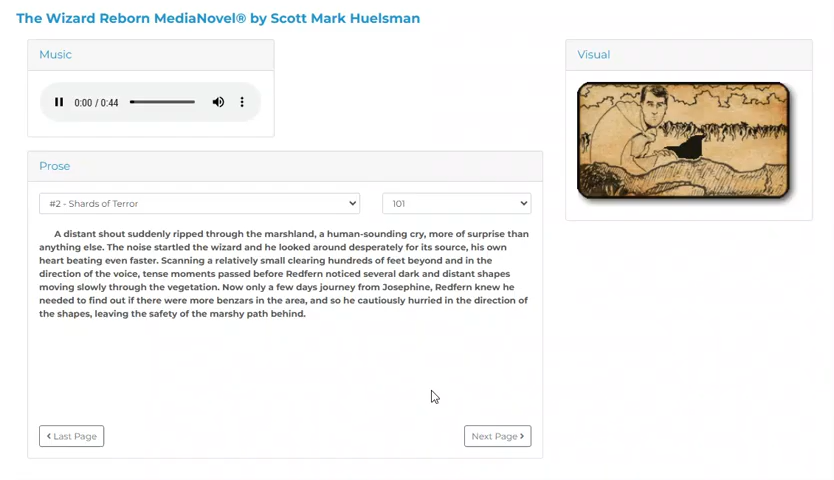 The Wizard Reborn MediaNovel® by Scott Mark Huelsman
Music
0:00 / 0:44
Visual
Prose
#2 - Shards of Terror
101
A distant shout suddenly ripped through the marshland, a human-sounding cry, more of surprise than
anything else. The noise startled the wizard and he looked around desperately for its source, his own
heart beating even faster. Scanning a relatively small clearing hundreds of feet beyond and in the
direction of the voice, tense moments passed before Redfern noticed several dark and distant shapes
moving slowly through the vegetation. Now only a few days journey from Josephine, Redfern knew he
needed to find out if there were more benzars in the area, and so he cautiously hurried in the direction of
the shapes, leaving the safety of the marshy path behind.
Last Page
Next Page